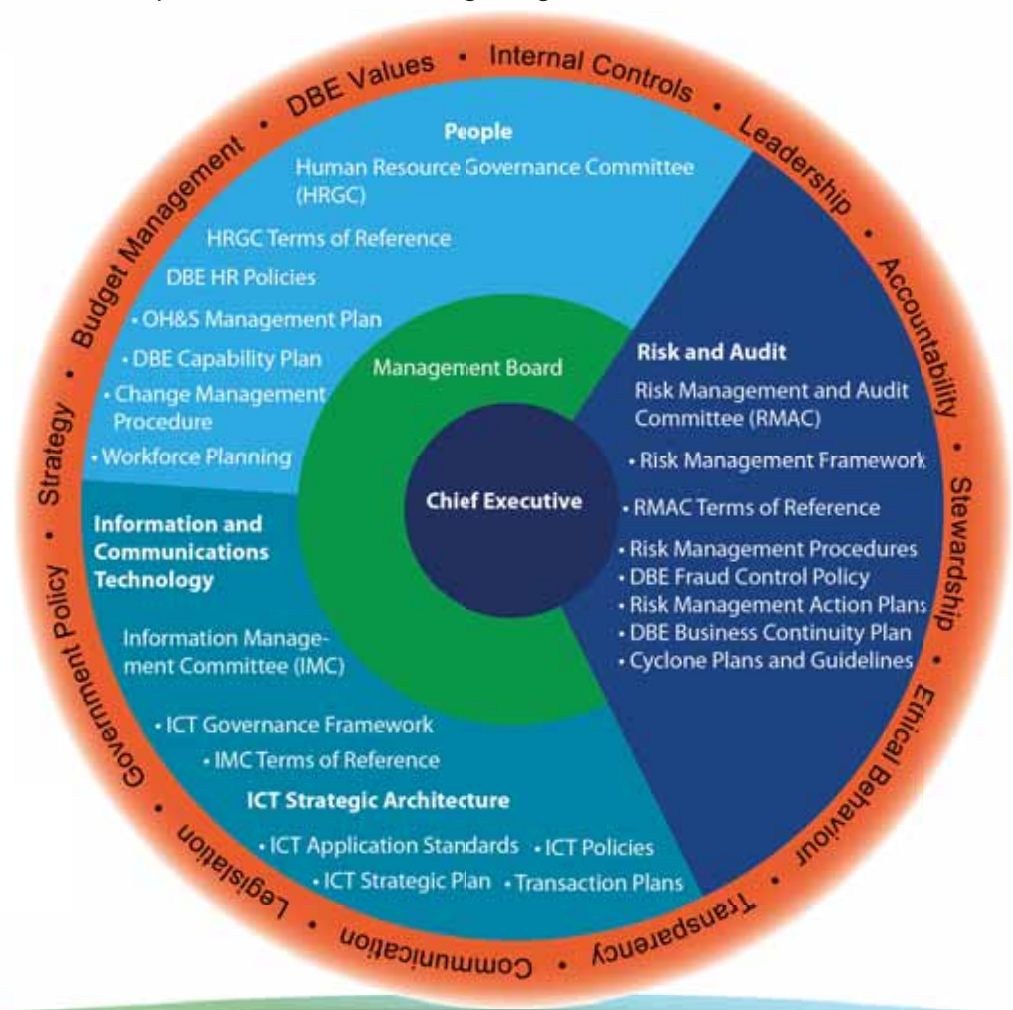 DBE Values • Internal Controls • Leadership • Accountability • Stewardship • Ethical Behaviour • Transparency • Communication • Legislation • Government Policy • Strategy • Budget Management •
People
Human Resource Governance Committee
(HRGC)
HRGC Terms of Reference
DBE HR Policies
• OH&S Management Plan
• DBE Capability Plan
• Change Management
Procedure
• Workforce Planning
Management Board
Chief Executive
Risk and Audit
Risk Management and Audit
Committee (RMAC)
• Risk Management Framework
• RMAC Terms of Reference
• Risk Management Procedures
• DBE Fraud Control Policy
• Risk Management Action Plans
• DBE Business Continuity Plan
• Cyclone Plans and Guidelines
Information and
Communications
Technology
Information Manage-
ment Committee (IMC)
• ICT Governance Framework
• IMC Terms of Reference
ICT Strategic Architecture
• ICT Application Standards • ICT Policies
• ICT Strategic Plan • Transaction Plans